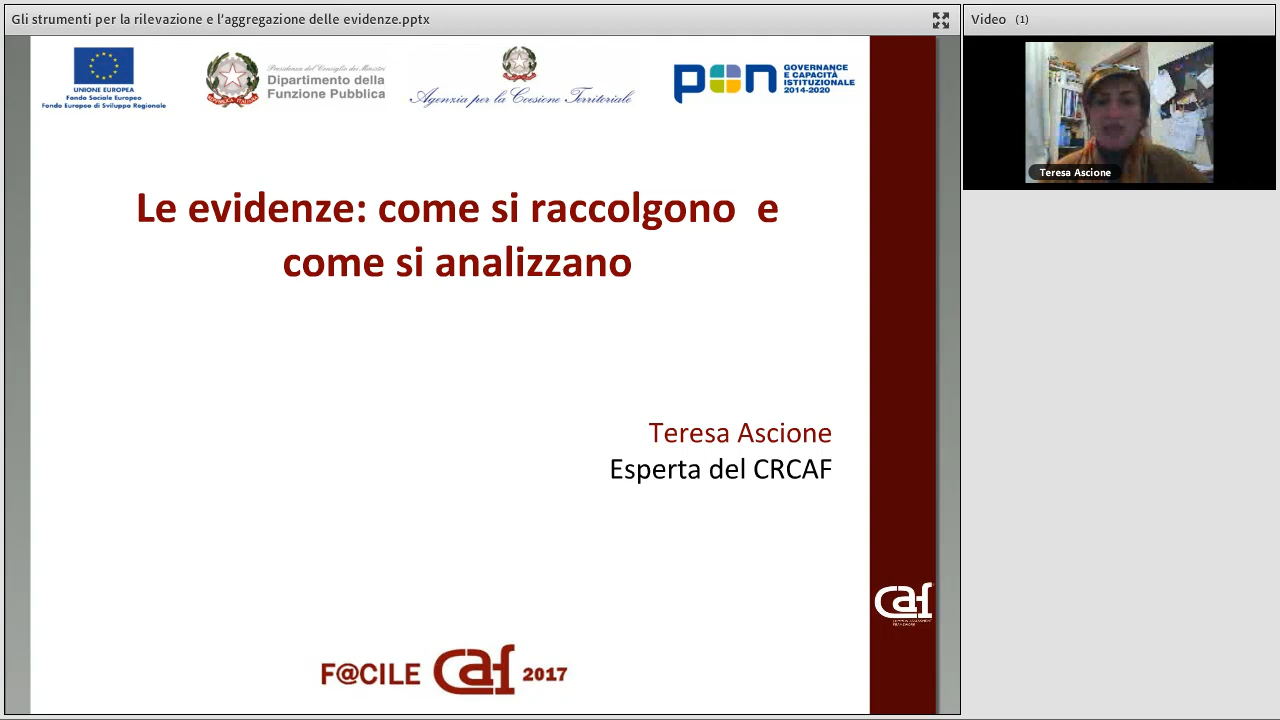 Gli strumenti per la rilevazione e l'aggregazione delle evidenze.pptx
Video (1)
UNIONE EUROPEA
Fondo Sociale Europeo
Fondo Europeo di Sviluppo Regionale
Presidenza del Consiglio dei Ministri
Dipartimento della
Funzione Pubblica
Agenzia per la Coesione Territoriale
pon
GOVERNANCE
E CAPACITÀ
ISTITUZIONALE
2014-2020
Teresa Ascione
Le evidenze: come si raccolgono e
come si analizzano
Teresa Ascione
Esperta del CRCAF
caf
F@CILE caf 2017